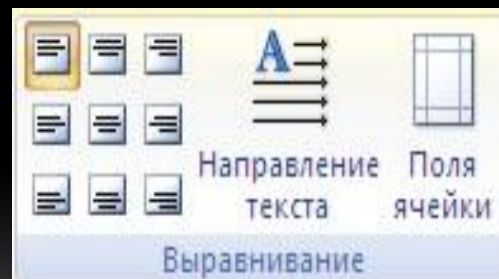 A
Направление
текста
Поля
ячейки
Выравнивание